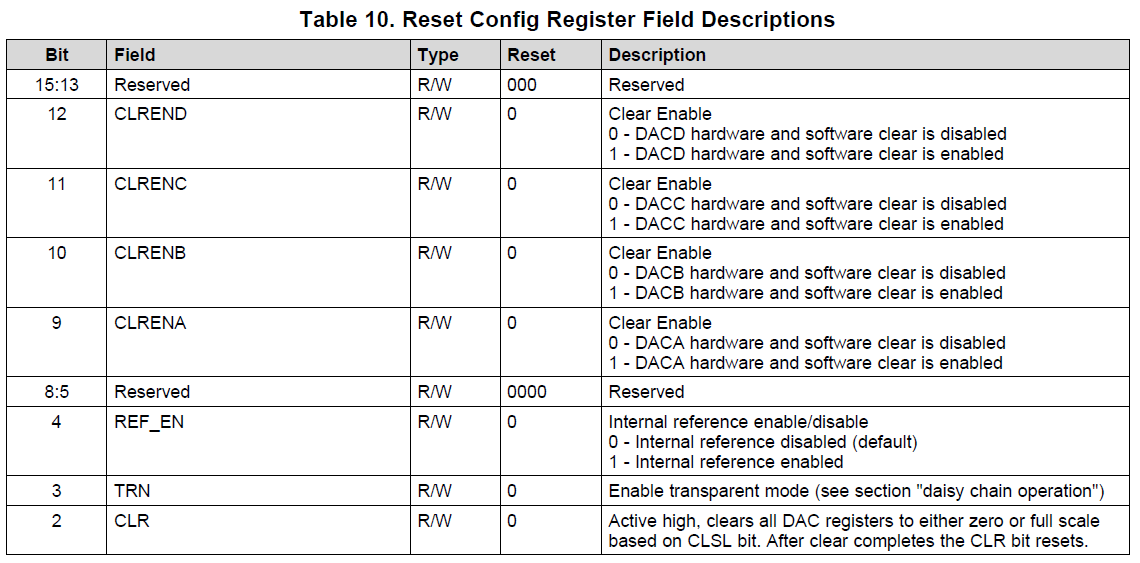 Table 10. Reset Config Register Field Descriptions
Bit Field Type Reset Description
15:13 Reserved R/W 000 Reserved
12 CLREND R/W 0 Clear Enable
0 - DACD hardware and software clear is disabled
1 - DACD hardware and software clear is enabled
11 CLRENC R/W 0 Clear Enable
0 - DACC hardware and software clear is disabled
1 - DACC hardware and software clear is enabled
10 CLRENB R/W 0 Clear Enable
0 - DACB hardware and software clear is disabled
1 - DACB hardware and software clear is enabled
9 CLRENA R/W 0 Clear Enable
0 - DACA hardware and software clear is disabled
1 - DACA hardware and software clear is enabled
8:5 Reserved R/W 0000 Reserved
4 REF_EN R/W 0 Internal reference enable/disable
0 - Internal reference disabled (default)
1 - Internal reference enabled
3 TRN R/W 0 Enable transparent mode (see section "daisy chain operation")
2 CLR R/W 0 Active high, clears all DAC registers to either zero or full scale
based on CLSL bit. After clear completes the CLR bit resets.